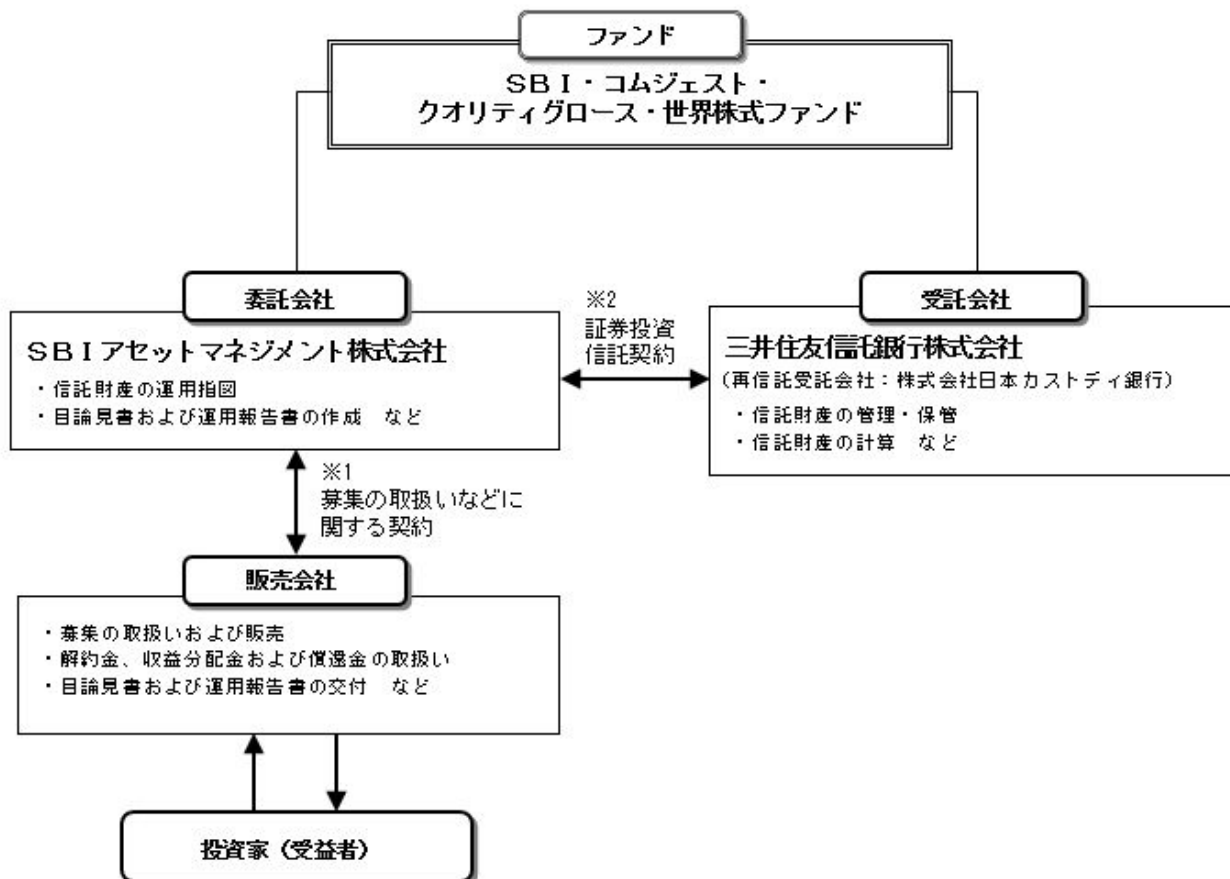 ファンド
ＳＢＩ・コムジェスト・
クオリティグロース・世界株式ファンド
委託会社
ＳＢＩアセットマネジメント株式会社
・信託財産の運用指図
・目論見書および運用報告書の作成　など
※2
証券投資
信託契約
受託会社
三井住友信託銀行株式会社
(再信託受託会社：株式会社日本カストディ銀行)
・信託財産の管理・保管
・信託財産の計算　など
※1
募集の取扱いなどに
関する契約
販売会社
・募集の取扱いおよび販売
・解約金、収益分配金および償還金の取扱い
・目論見書および運用報告書の交付　など
投資家（受益者）